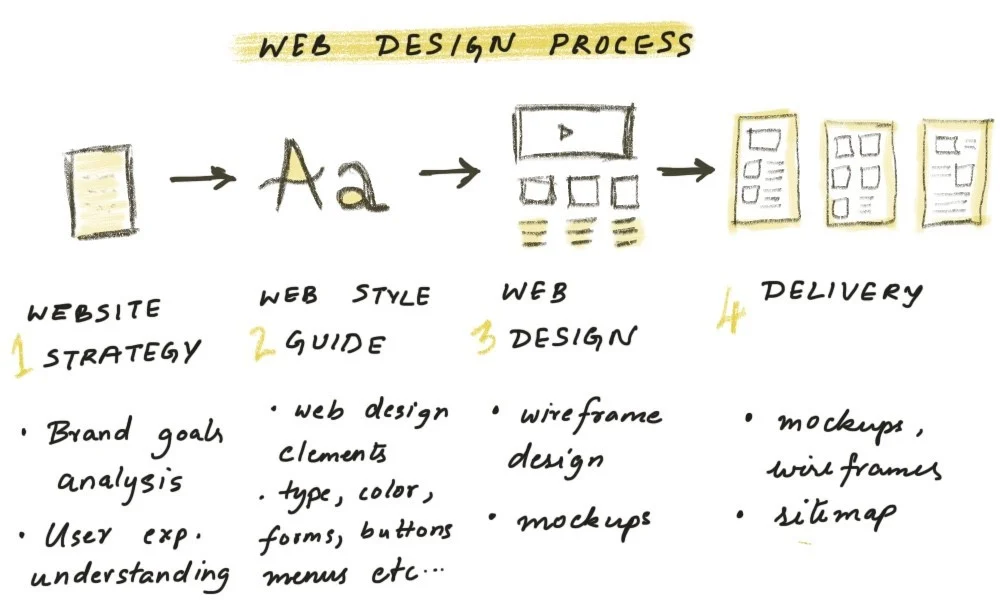 WEB DESIGN PROCESS
Aa
WEBSITE
1 STRATEGY
• Brand goals
analysis
• User exp.
understanding
WEB STYLE
2 GUIDE
• web design
elements
• type, color,
forms, buttons
menus etc...
WEB
3 DESIGN
• wireframe
design
• mockups
4 DELIVERY
• mockups,
wireframes
• sitemap